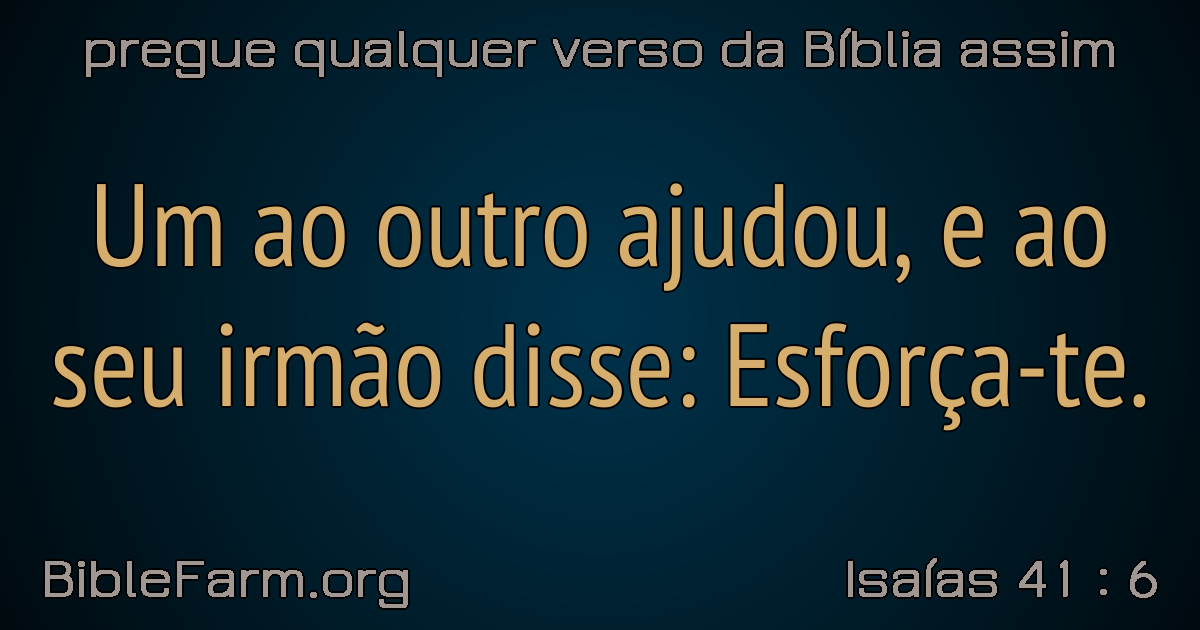 pregue qualquer verso da Bíblia assim
Um ao outro ajudou, e ao
seu irmão disse: Esforça-te.
BibleFarm.org
Isaías 41 : 6